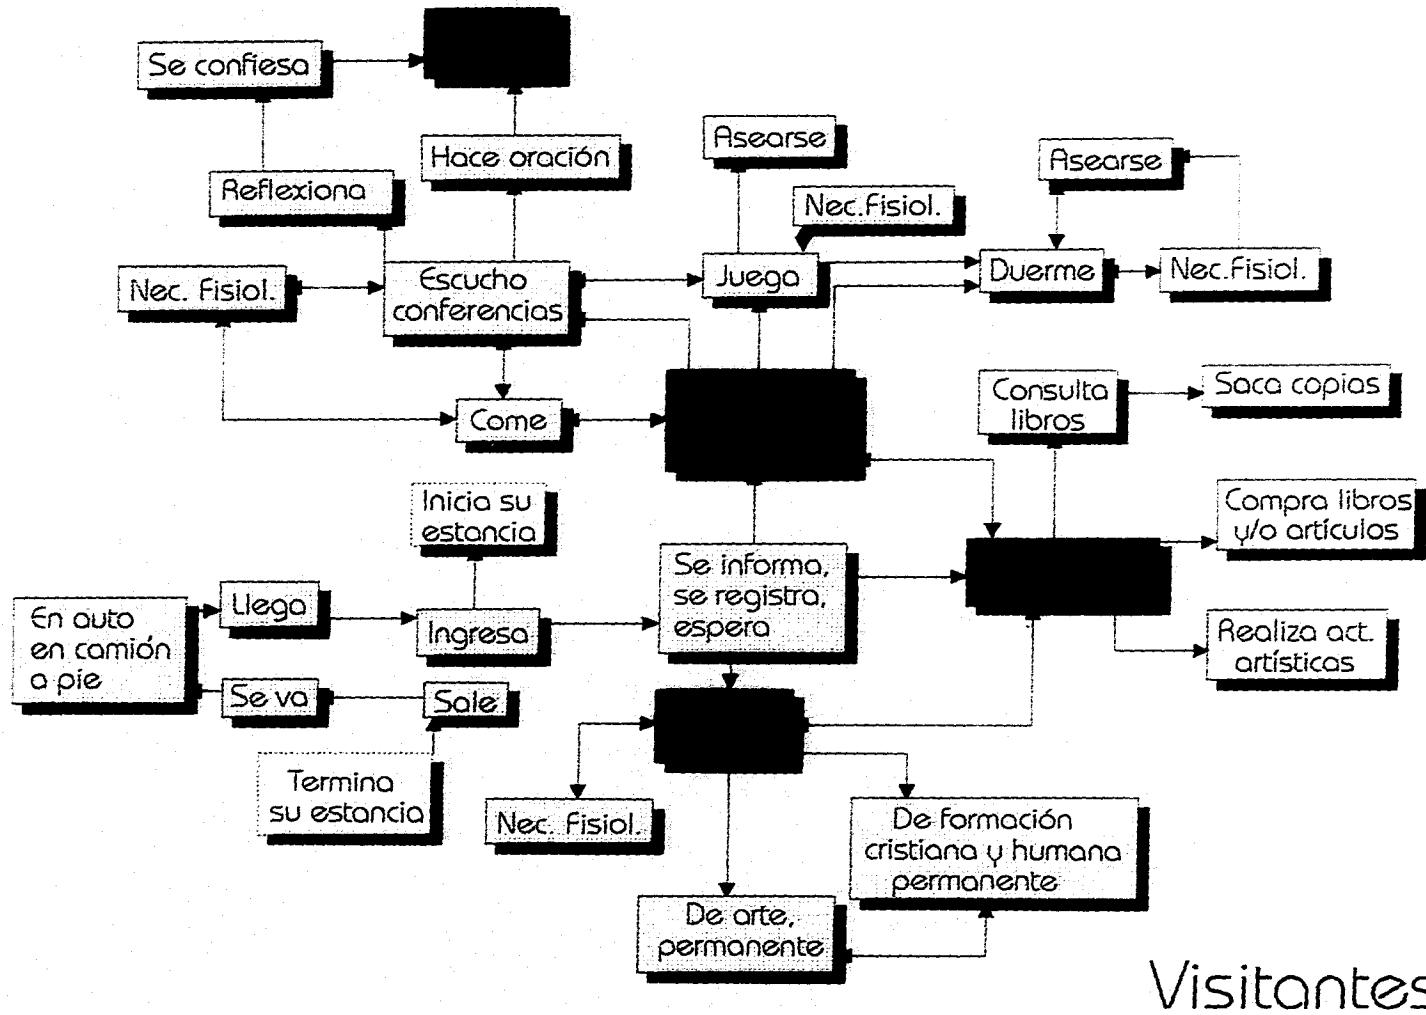 Se confiesa
Hace oración
Reflexiona
Asearse
Asearse
Nec.Fisiol.
Nec. Fisiol.
Escucho
conferencias
Juega
Duerme
Nec.Fisiol.
Come
Consulta
libros
Saca copias
Inicia su
estancia
Compra libros
y/o artículos
Se informa,
se registra,
espera
En auto
en camión
a pie
Llega
Ingresa
Realiza act.
artísticas
Se va
Sale
Termina
su estancia
Nec. Fisiol.
De formación
cristiana y humana
permanente
De arte,
permanente
Visitantes